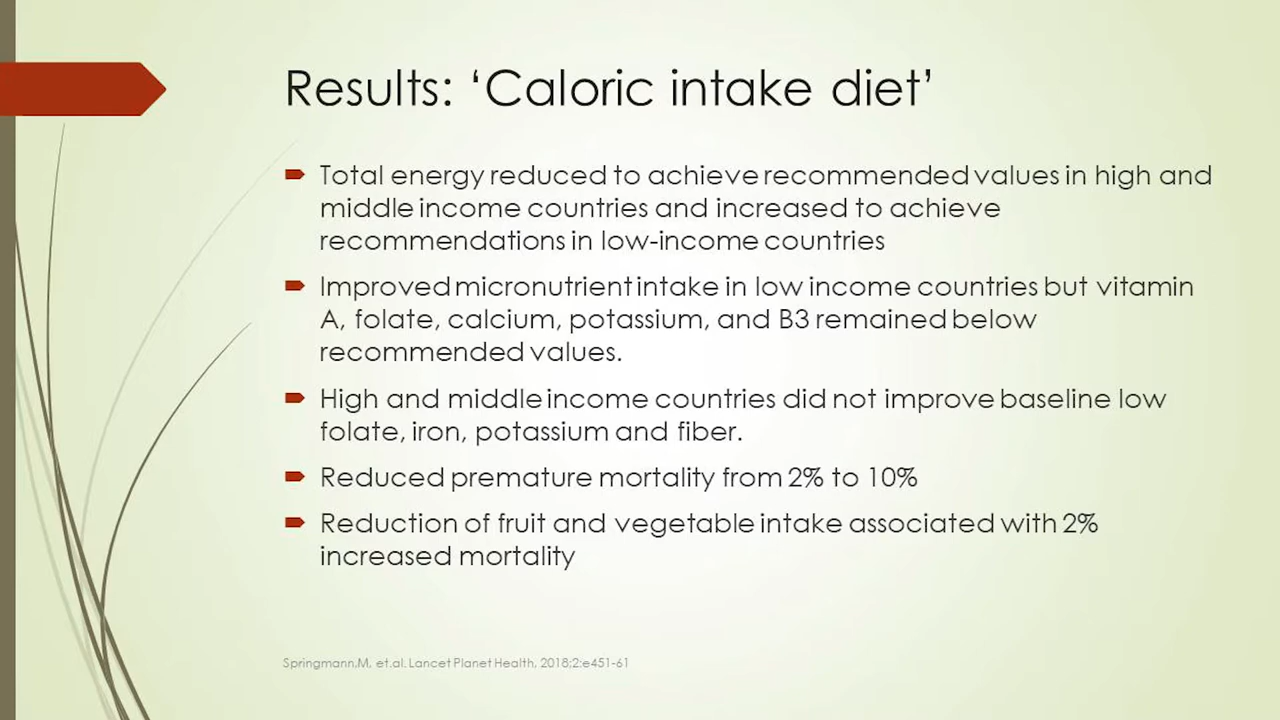 Results: ‘Caloric intake diet’
Total energy reduced to achieve recommended values in high and
middle income countries and increased to achieve
recommendations in low-income countries
Improved micronutrient intake in low income countries but vitamin
A, folate, calcium, potassium, and B3 remained below
recommended values.
High and middle income countries did not improve baseline low
folate, iron, potassium and fiber.
Reduced premature mortality from 2% to 10%
Reduction of fruit and vegetable intake associated with 2%
increased mortality
Springmann.M, et.al. Lancet Planet Health, 2018;2:e451-61